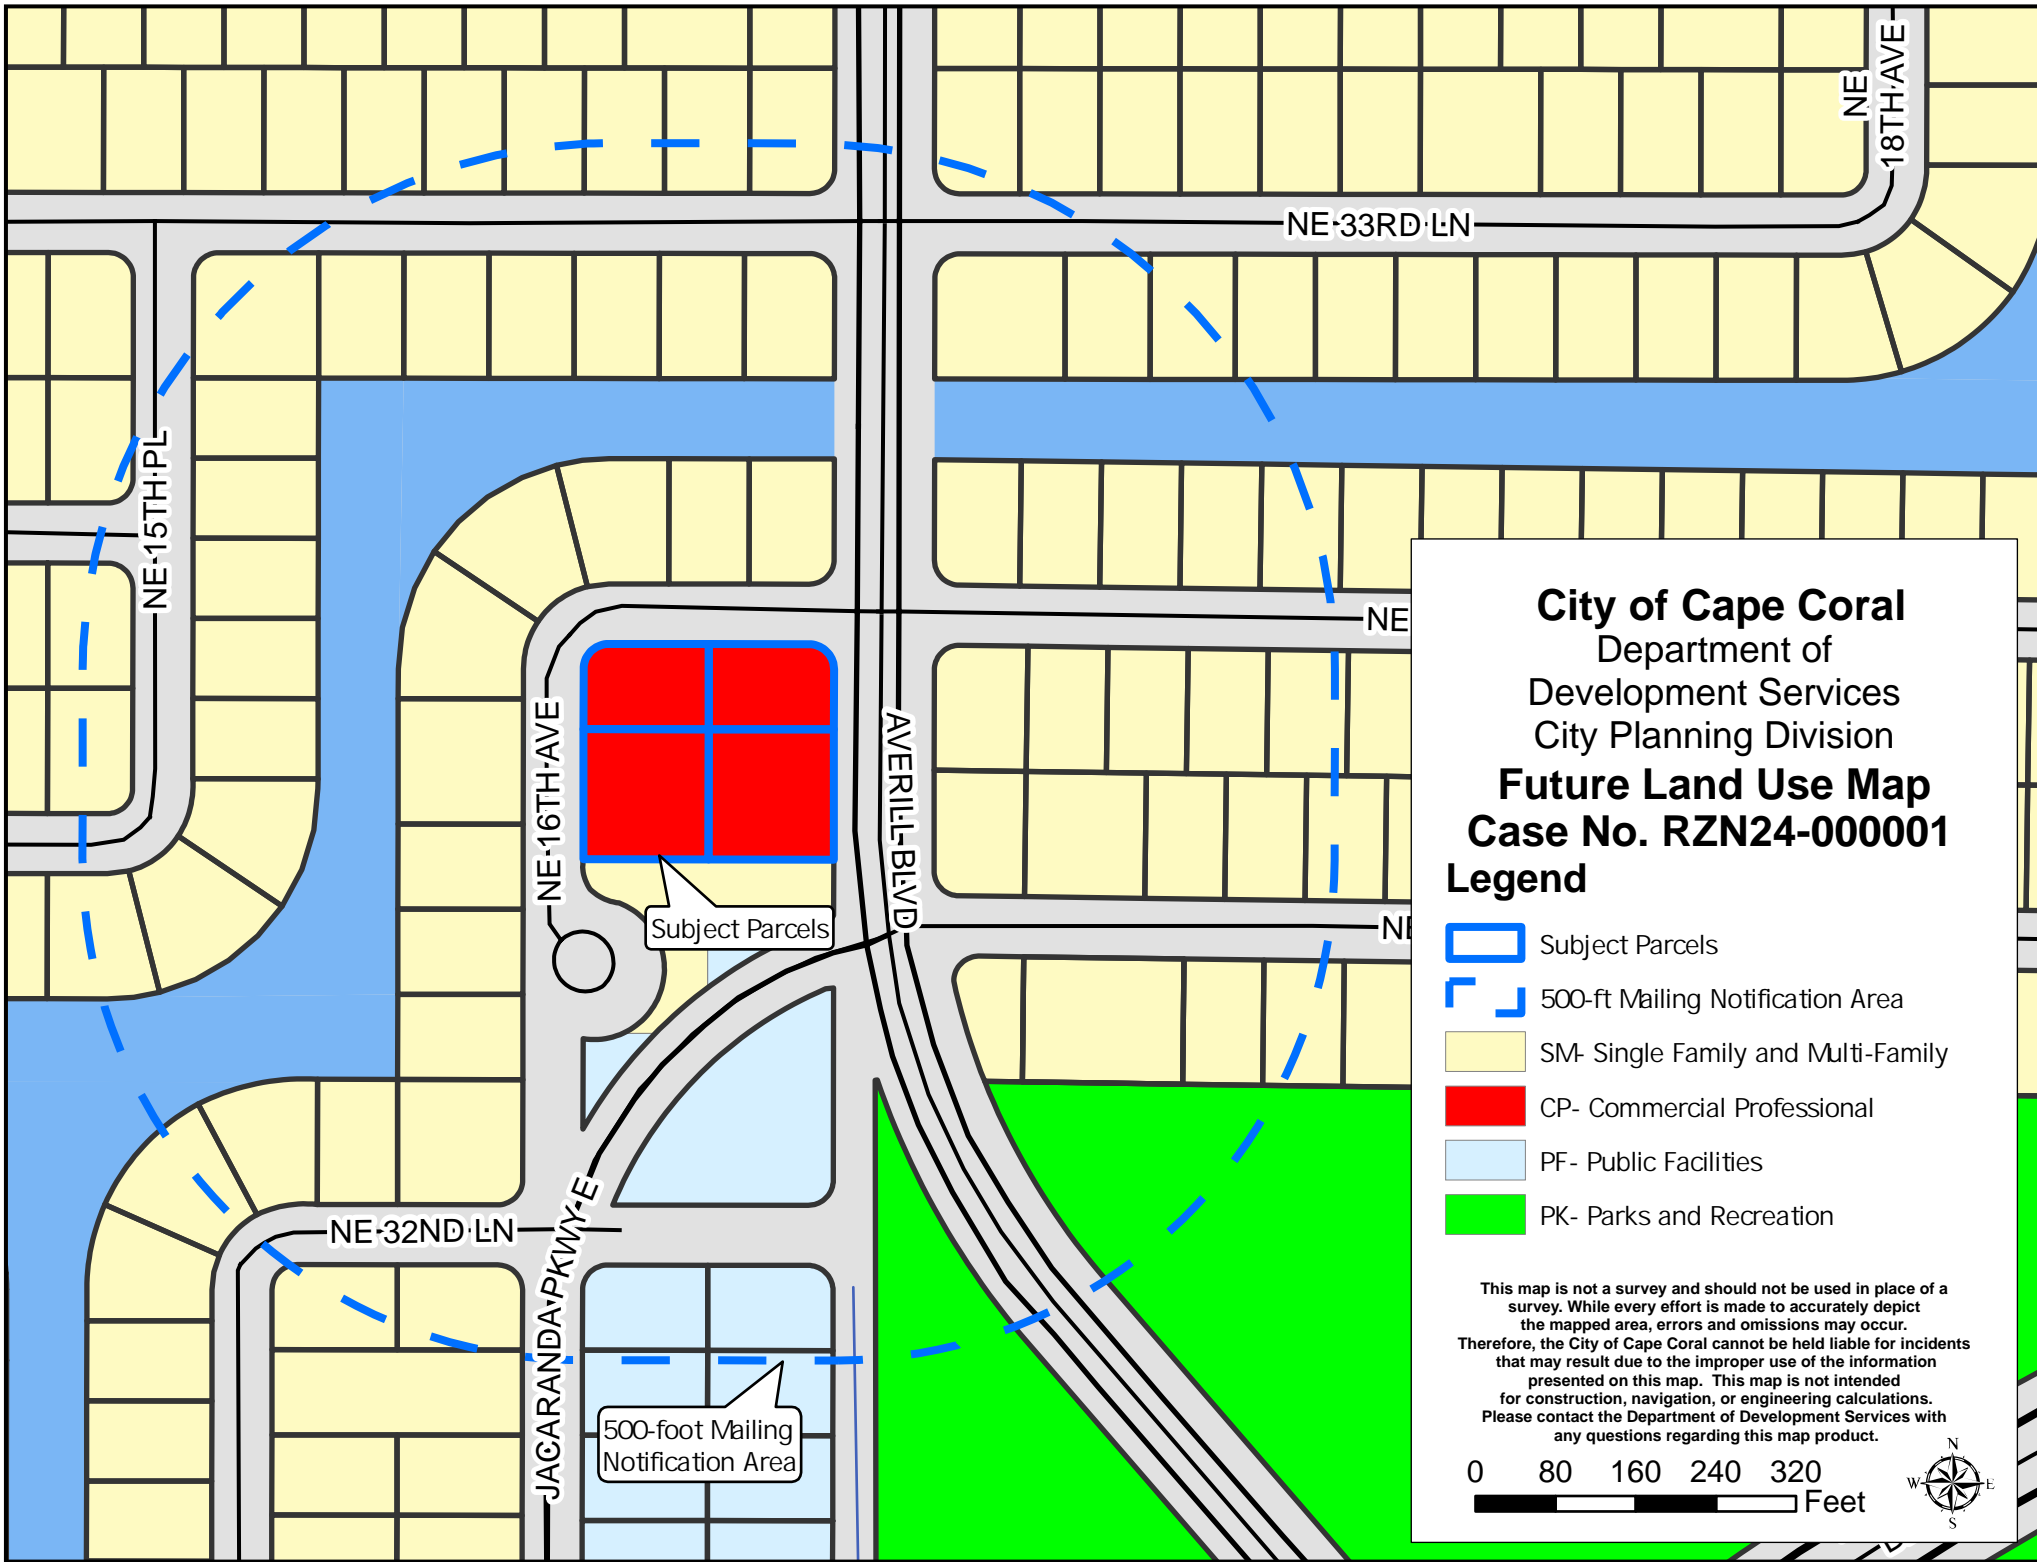 NE
18TH AVE
NE 33RD LN
NE 15TH PL
NE
NE 16TH AVE
AVERILL BLVD
Subject Parcels
NE
NE 32ND LN
JACARANDA PKWY E
500-foot Mailing
Notification Area
City of Cape Coral
Department of
Development Services
City Planning Division
Future Land Use Map
Case No. RZN24-000001
Legend
Subject Parcels
500-ft Mailing Notification Area
SM- Single Family and Multi-Family
CP- Commercial Professional
PF- Public Facilities
PK- Parks and Recreation
This map is not a survey and should not be used in place of a
survey. While every effort is made to accurately depict
the mapped area, errors and omissions may occur.
Therefore, the City of Cape Coral cannot be held liable for incidents
that may result due to the improper use of the information
presented on this map. This map is not intended
for construction, navigation, or engineering calculations.
Please contact the Department of Development Services with
any questions regarding this map product.
N
W E
S
0 80 160 240 320
Feet